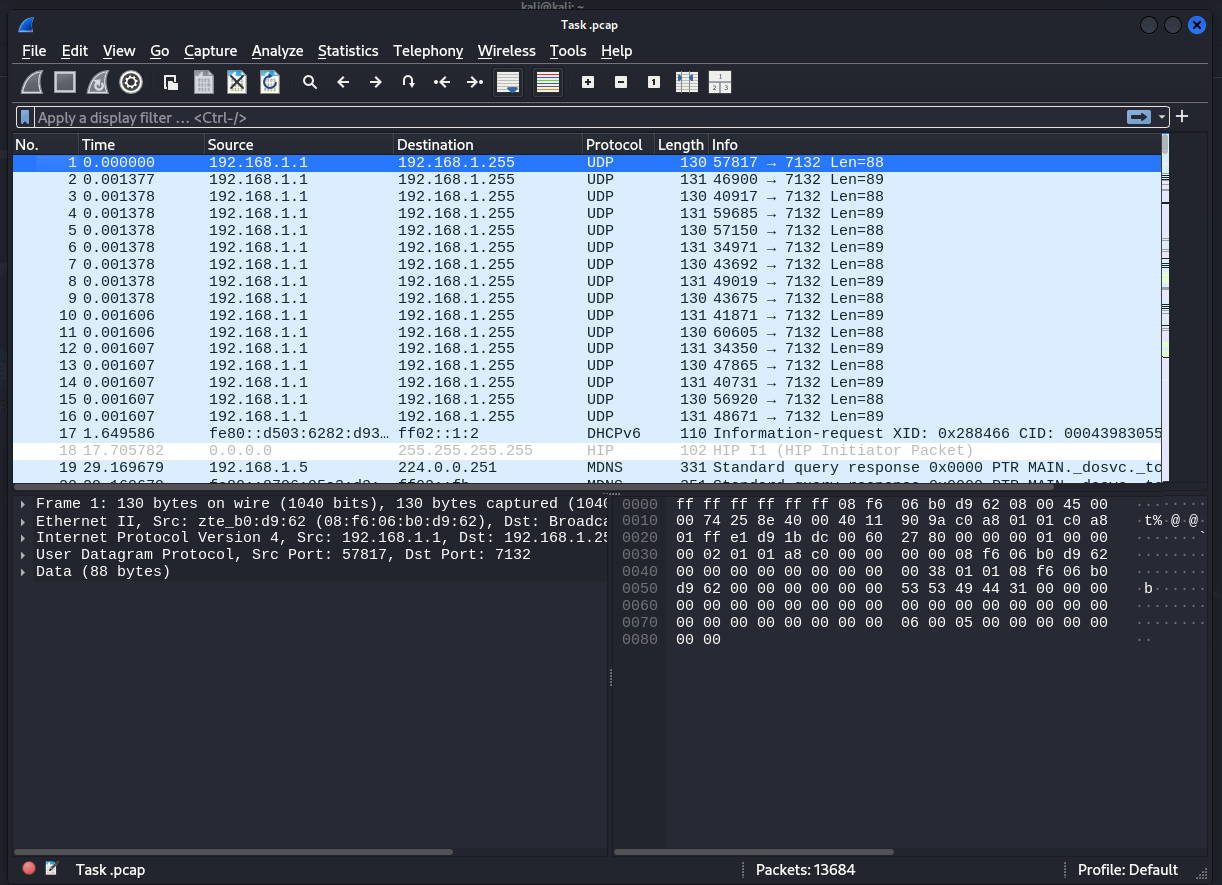 kali@kali: ~
Task .pcap
File Edit View Go Capture Analyze Statistics Telephony Wireless Tools Help
Apply a display filter … <Ctrl-/>
No. Time Source Destination Protocol Length Info
1 0.000000 192.168.1.1 192.168.1.255 UDP 130 57817 → 7132 Len=88
2 0.001377 192.168.1.1 192.168.1.255 UDP 131 46900 → 7132 Len=89
3 0.001378 192.168.1.1 192.168.1.255 UDP 130 40917 → 7132 Len=88
4 0.001378 192.168.1.1 192.168.1.255 UDP 131 59685 → 7132 Len=89
5 0.001378 192.168.1.1 192.168.1.255 UDP 130 57150 → 7132 Len=88
6 0.001378 192.168.1.1 192.168.1.255 UDP 131 34971 → 7132 Len=89
7 0.001378 192.168.1.1 192.168.1.255 UDP 130 43692 → 7132 Len=88
8 0.001378 192.168.1.1 192.168.1.255 UDP 131 49019 → 7132 Len=89
9 0.001378 192.168.1.1 192.168.1.255 UDP 130 43675 → 7132 Len=88
10 0.001606 192.168.1.1 192.168.1.255 UDP 131 41871 → 7132 Len=89
11 0.001606 192.168.1.1 192.168.1.255 UDP 130 60605 → 7132 Len=88
12 0.001607 192.168.1.1 192.168.1.255 UDP 131 34350 → 7132 Len=89
13 0.001607 192.168.1.1 192.168.1.255 UDP 130 47865 → 7132 Len=88
14 0.001607 192.168.1.1 192.168.1.255 UDP 131 40731 → 7132 Len=89
15 0.001607 192.168.1.1 192.168.1.255 UDP 130 56920 → 7132 Len=88
16 0.001607 192.168.1.1 192.168.1.255 UDP 131 48671 → 7132 Len=89
17 1.649586 fe80::d503:6282:d93… ff02::1:2 DHCPv6 110 Information-request XID: 0x288466 CID: 00043983055
18 17.705782 0.0.0.0 255.255.255.255 HIP 102 HIP I1 (HIP Initiator Packet)
19 29.169679 192.168.1.5 224.0.0.251 MDNS 331 Standard query response 0x0000 PTR MAIN._dosvc._to
Frame 1: 130 bytes on wire (1040 bits), 130 bytes captured (1040
Ethernet II, Src: zte_b0:d9:62 (08:f6:06:b0:d9:62), Dst: Broadca
Internet Protocol Version 4, Src: 192.168.1.1, Dst: 192.168.1.25
User Datagram Protocol, Src Port: 57817, Dst Port: 7132
Data (88 bytes)
0000 ff ff ff ff ff ff 08 f6 06 b0 d9 62 08 00 45 00 ········
0010 00 74 25 8e 40 00 40 11 90 9a c0 a8 01 01 c0 a8 ·t%·@·@·
0020 01 ff e1 d9 1b dc 00 60 27 80 00 00 00 01 00 00 ·······`
0030 00 02 01 01 a8 c0 00 00 00 00 08 f6 06 b0 d9 62 ········
0040 00 00 00 00 00 00 00 00 00 38 01 01 08 f6 06 b0 ········
0050 d9 62 00 00 00 00 00 00 53 53 49 44 31 00 00 00 ·b······
0060 00 00 00 00 00 00 00 00 00 00 00 00 00 00 00 00 ········
0070 00 00 00 00 00 00 00 00 06 00 05 00 00 00 00 00 ········
0080 00 00 ··
Task .pcap Packets: 13684 Profile: Default